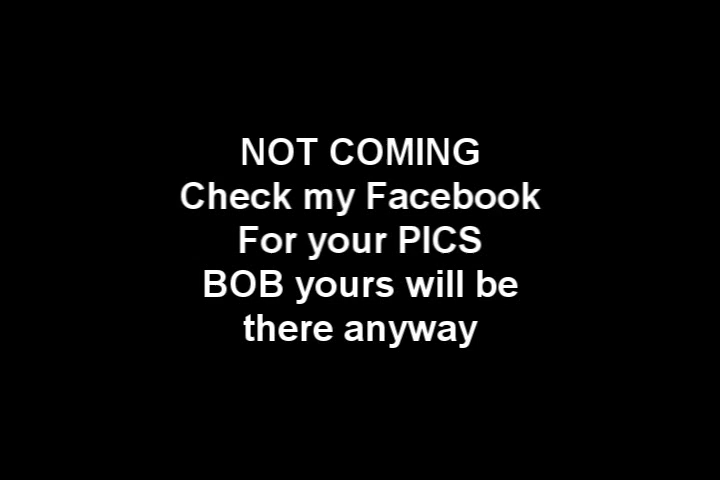 NOT COMING
Check my Facebook
For your PICS
BOB yours will be
there anyway